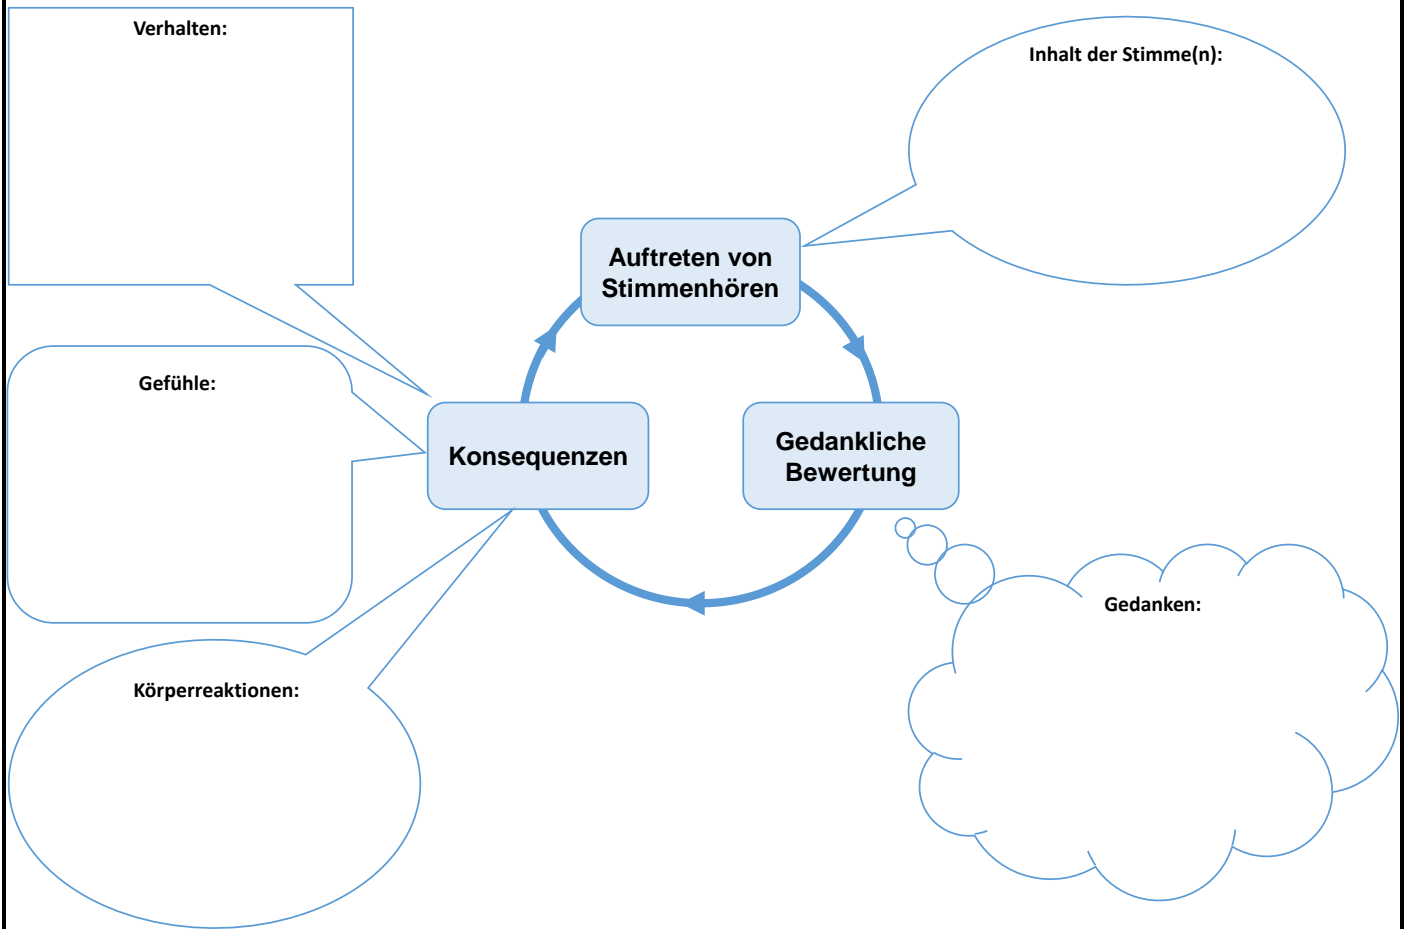 Verhalten:
Inhalt der Stimme(n):
Auftreten von
Stimmenhören
Gefühle:
Konsequenzen
Gedankliche
Bewertung
Gedanken:
Körperreaktionen: